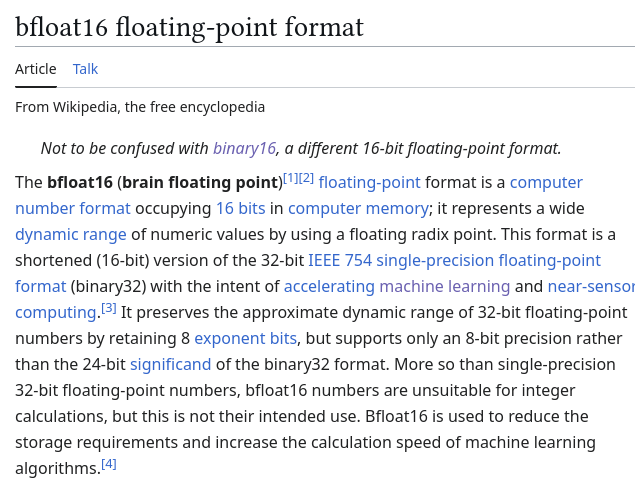 bfloat16 floating-point format
Article Talk
From Wikipedia, the free encyclopedia
Not to be confused with binary16, a different 16-bit floating-point format.
The bfloat16 (brain floating point)[1][2] floating-point format is a computer
number format occupying 16 bits in computer memory; it represents a wide
dynamic range of numeric values by using a floating radix point. This format is a
shortened (16-bit) version of the 32-bit IEEE 754 single-precision floating-point
format (binary32) with the intent of accelerating machine learning and near-sensor
computing.[3] It preserves the approximate dynamic range of 32-bit floating-point
numbers by retaining 8 exponent bits, but supports only an 8-bit precision rather
than the 24-bit significand of the binary32 format. More so than single-precision
32-bit floating-point numbers, bfloat16 numbers are unsuitable for integer
calculations, but this is not their intended use. Bfloat16 is used to reduce the
storage requirements and increase the calculation speed of machine learning
algorithms.[4]